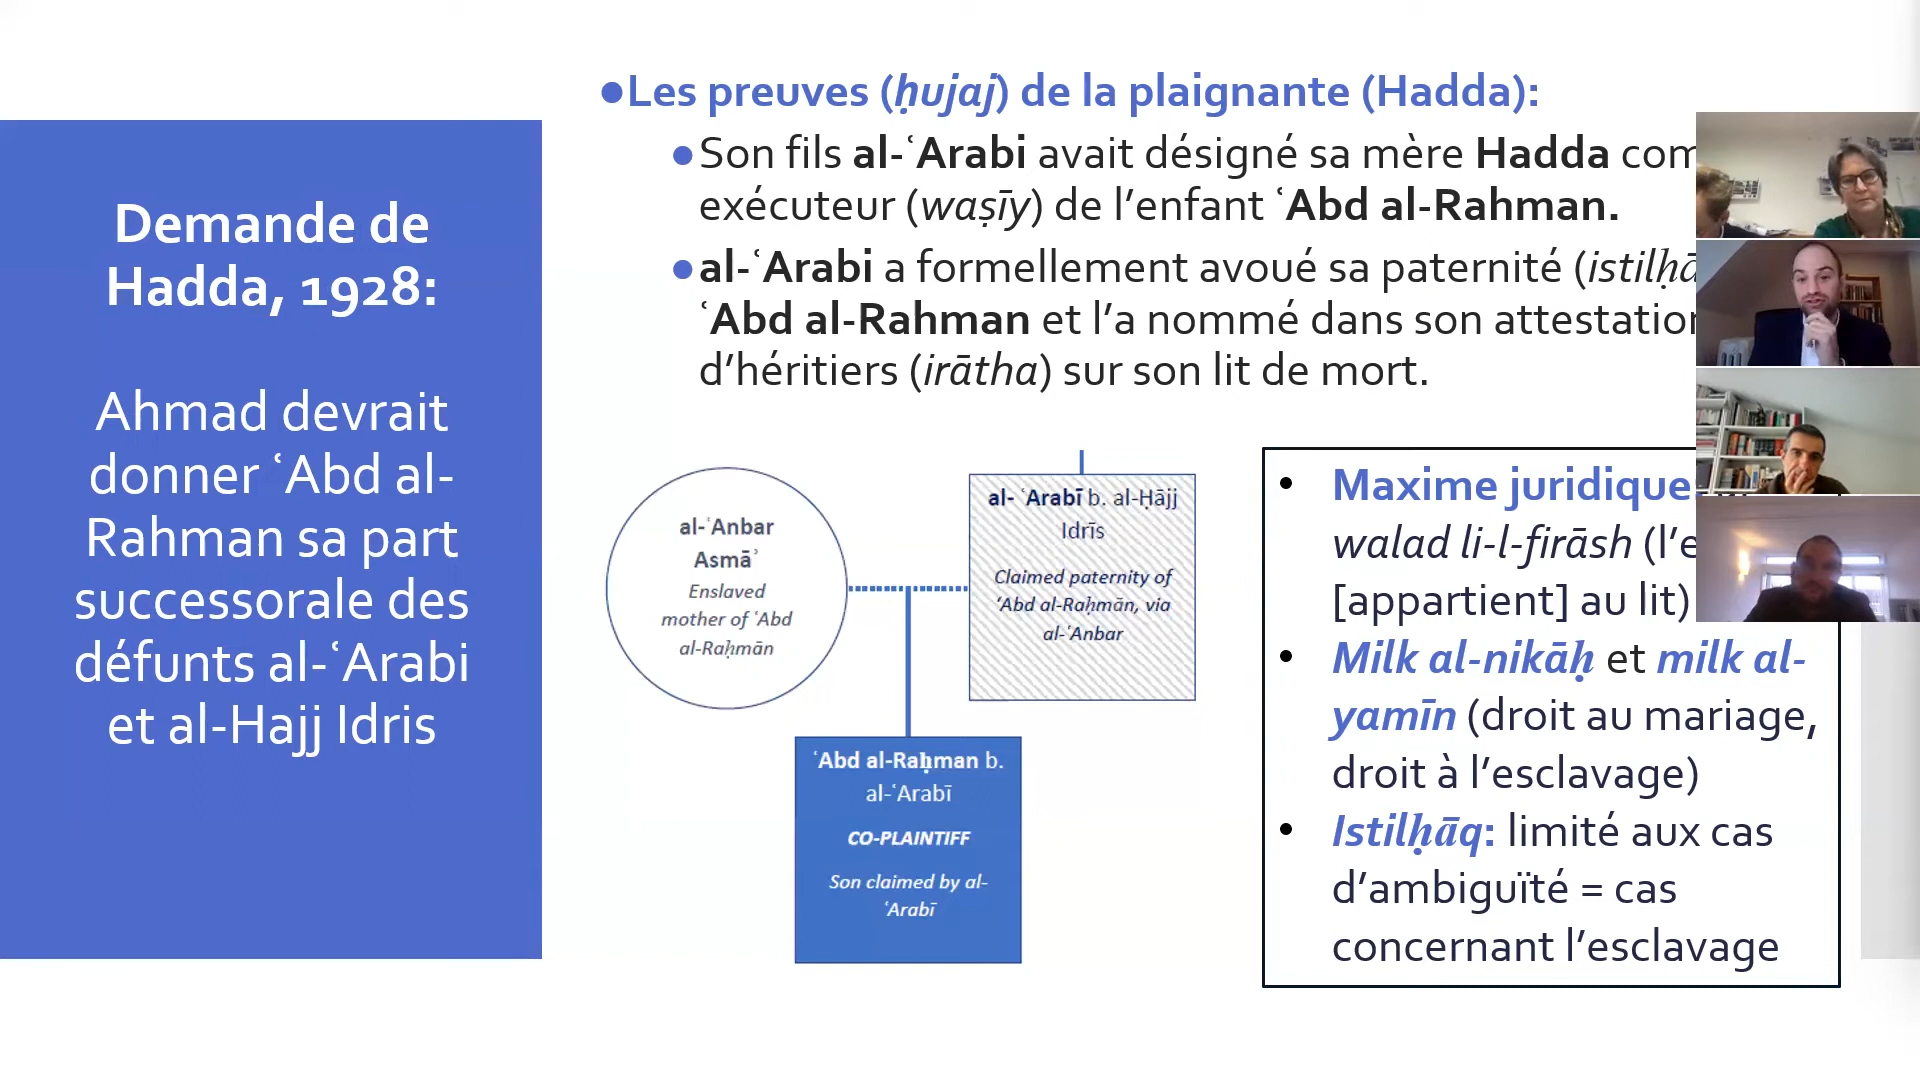 Demande de
Hadda, 1928:
Ahmad devrait
donner ʿAbd al-
Rahman sa part
successorale des
défunts al-ʿArabi
et al-Hajj Idris
●Les preuves (ḥujaj) de la plaignante (Hadda):
●Son fils al-ʿArabi avait désigné sa mère Hadda
exécuteur (waṣīy) de l’enfant ʿAbd al-Rahman.
●al-ʿArabi a formellement avoué sa paternité
ʿAbd al-Rahman et l’a nommé dans son
d’héritiers (irātha) sur son lit de mort.
al-ʿAnbar
Asmāʾ
Enslaved
mother of ʿAbd
al-Raḥmān
al- ʿArabī b. al-Ḥājj
Idrīs
Claimed paternity of
ʿAbd al-Raḥmān, via
al-ʿAnbar
ʿAbd al-Raḥman b.
al-ʿArabī
CO-PLAINTIFF
Son claimed by al-
ʿArabī
• Maxime juridique:
walad li-l-firāsh
[appartient] au lit)
• Milk al-nikāḥ et milk al-
yamīn (droit au mariage,
droit à l’esclavage)
• Istilḥāq: limité aux cas
d’ambiguïté = cas
concernant l’esclavage